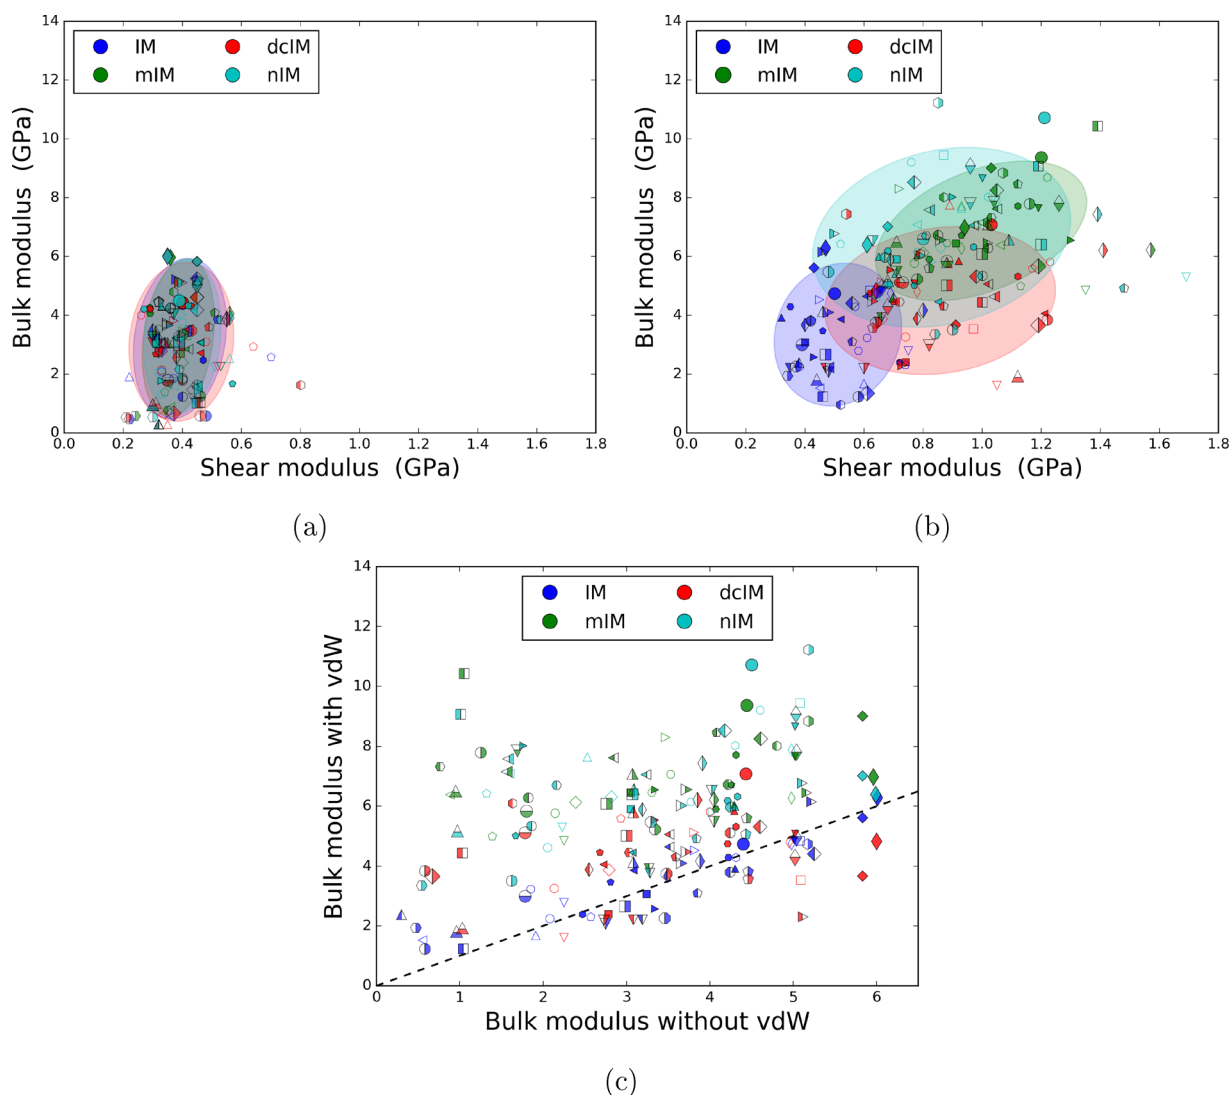 14
12
10
8
6
4
2
0
Bulk modulus (GPa)
IM
dcIM
mIM
nIM
0.0 0.2 0.4 0.6 0.8 1.0 1.2 1.4 1.6 1.8
Shear modulus (GPa)
(a)
14
12
10
8
6
4
2
0
Bulk modulus (GPa)
IM
dcIM
mIM
nIM
0.0 0.2 0.4 0.6 0.8 1.0 1.2 1.4 1.6 1.8
Shear modulus (GPa)
(b)
14
12
10
8
6
4
2
0
Bulk modulus with vdW
IM
dcIM
mIM
nIM
0 1 2 3 4 5 6
Bulk modulus without vdW
(c)